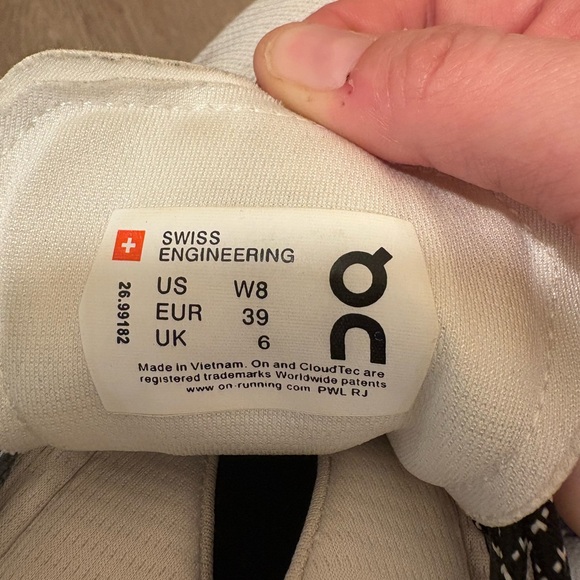 SWISS
ENGINEERING
US W8
EUR 39
UK 6
26.99182
On
Made in Vietnam. On and CloudTec are
registered trademarks Worldwide patents
www.on-running.com PWL RJ